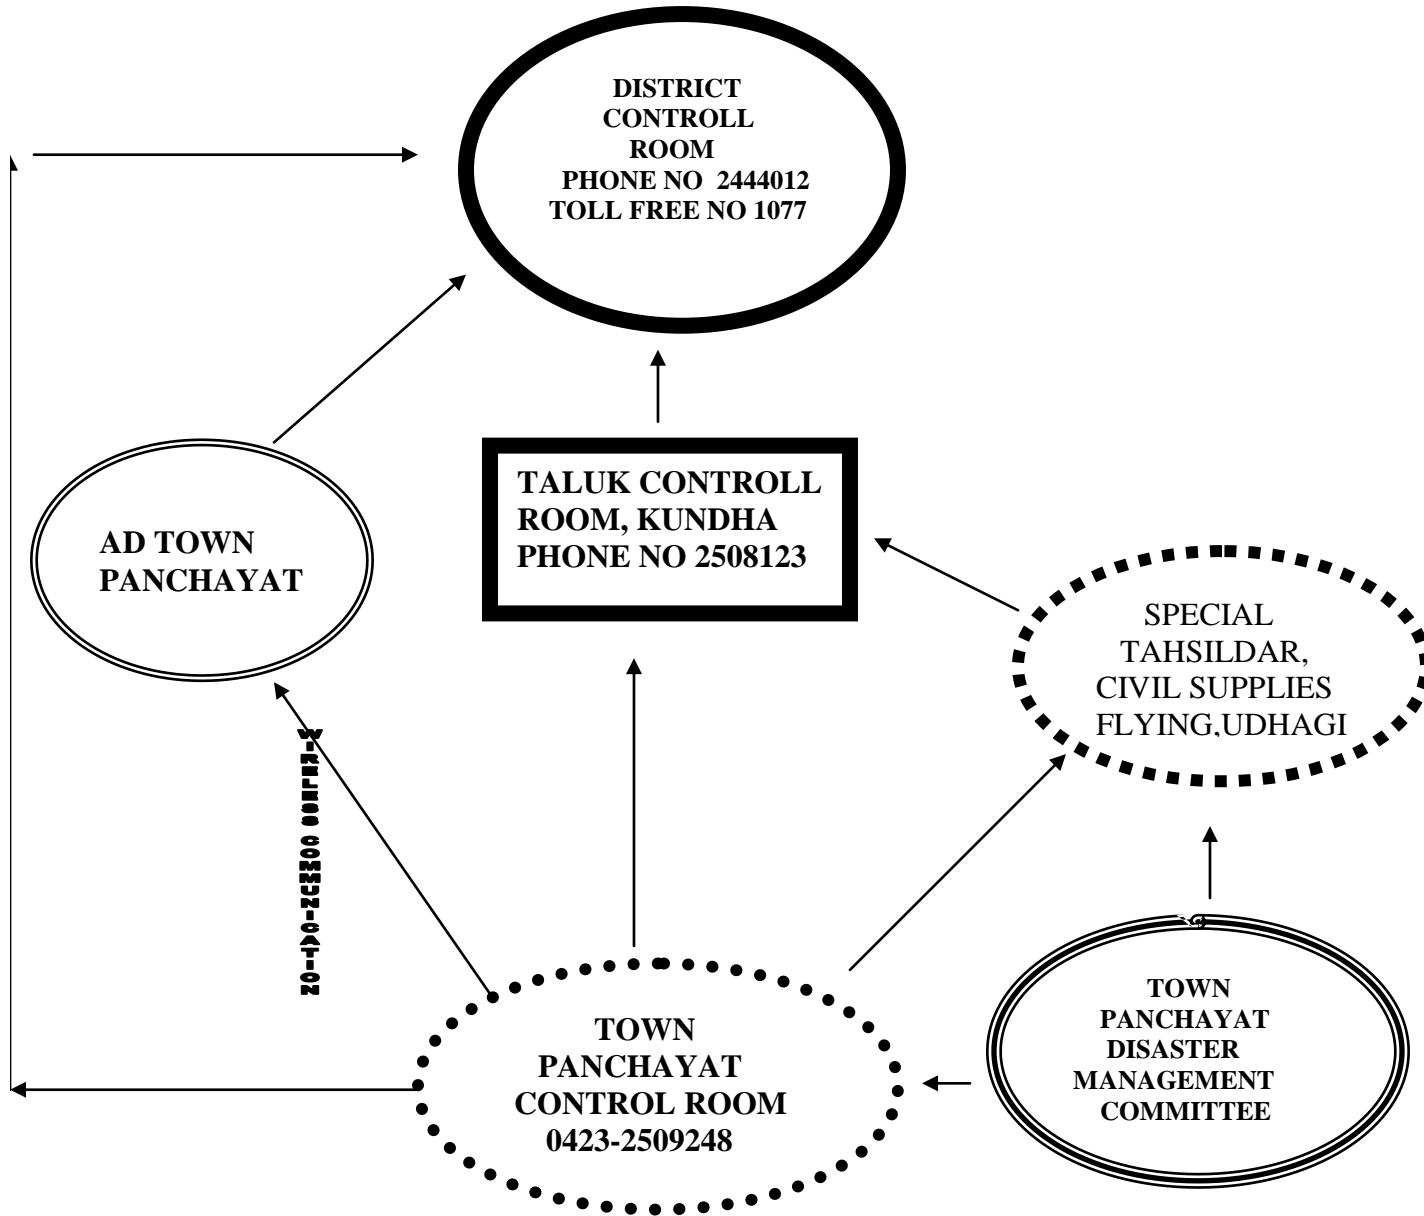 DISTRICT
CONTROLL
ROOM
PHONE NO 2444012
TOLL FREE NO 1077
TALUK CONTROLL
ROOM, KUNDHA
PHONE NO 2508123
AD TOWN
PANCHAYAT
SPECIAL
TAHSILDAR,
CIVIL SUPPLIES
FLYING,UDHAGI
WIRELESS COMMUNICATION
TOWN
PANCHAYAT
CONTROL ROOM
0423-2509248
TOWN
PANCHAYAT
DISASTER
MANAGEMENT
COMMITTEE